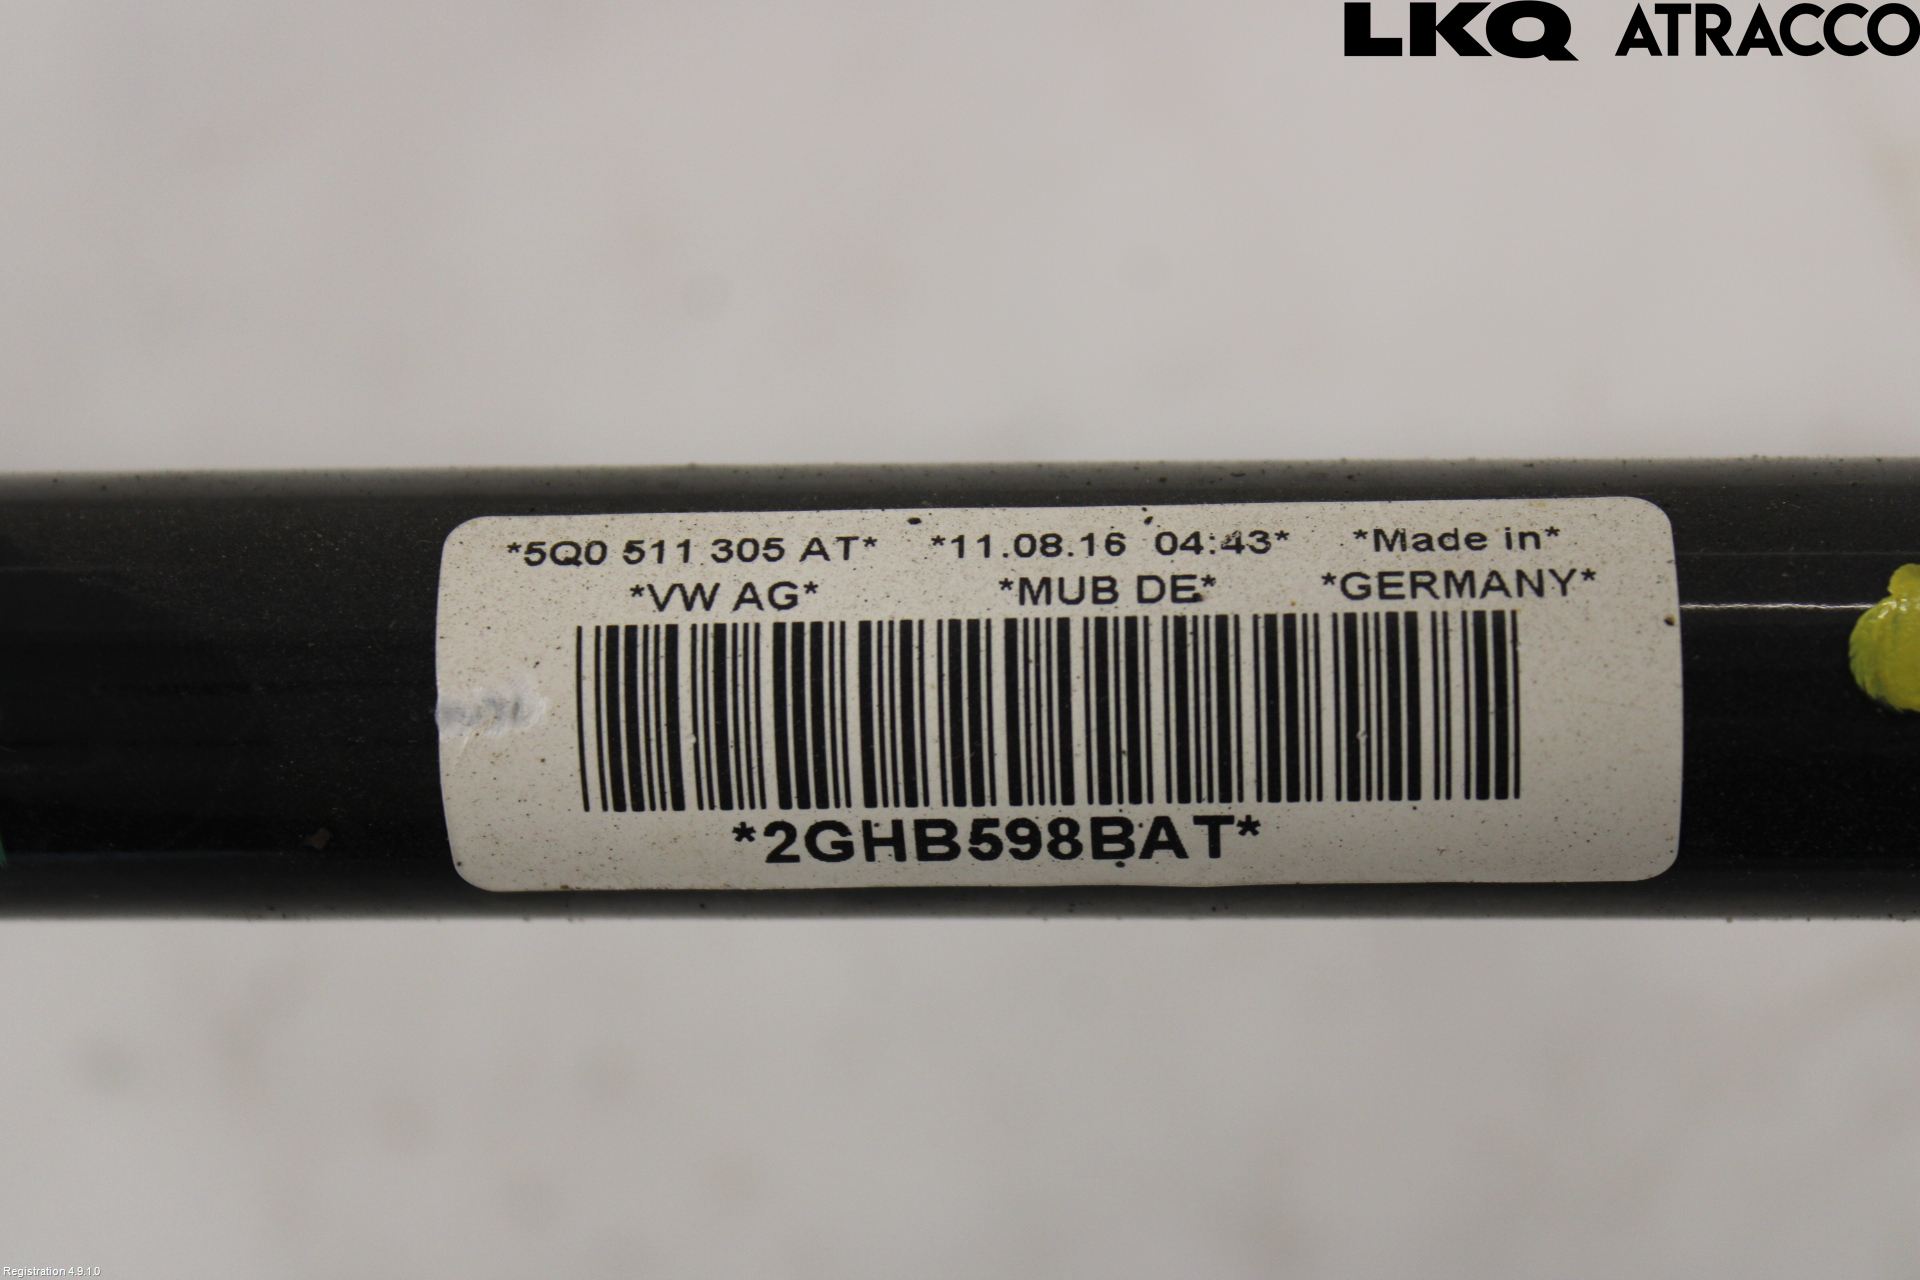 LKQ ATRACCO
*5Q0 511 305 AT* *11.08.16 04:43* *Made in*
*VW AG* *MUB DE* *GERMANY*
*2GHB598BAT*
Registration 4.9.1.0